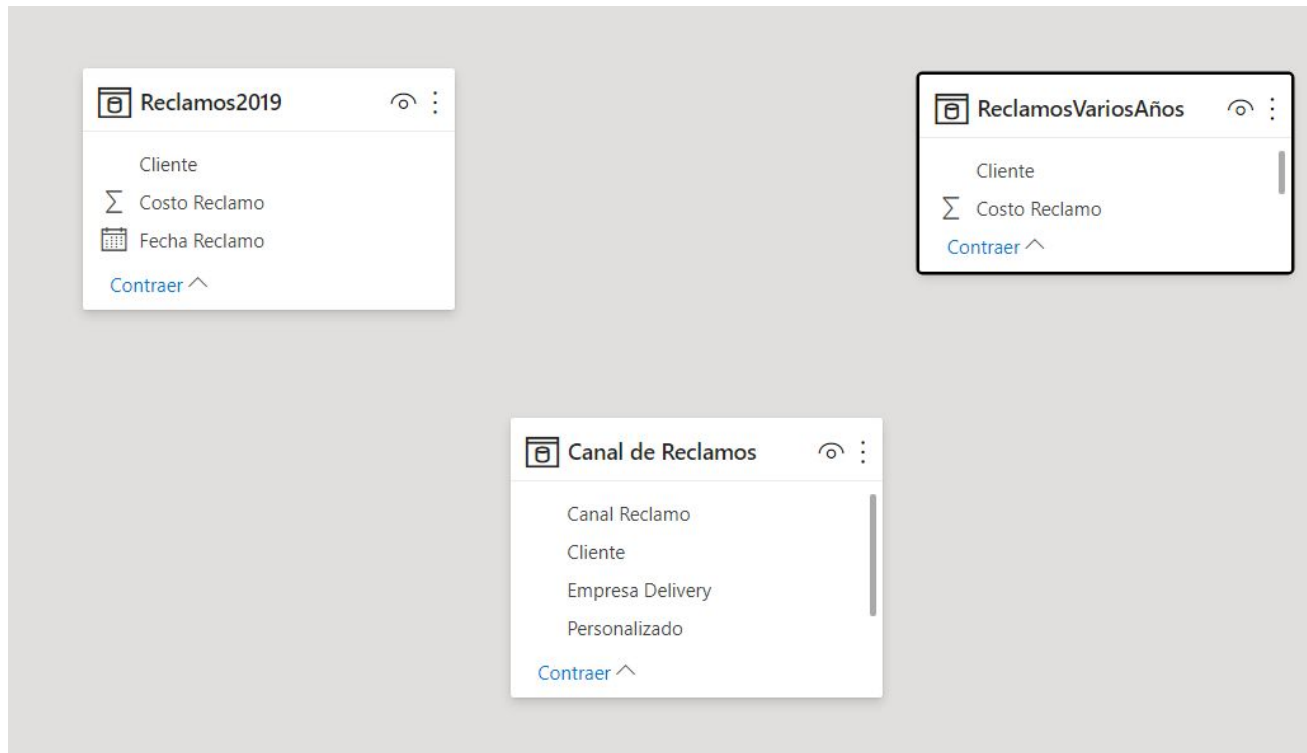 Reclamos2019
Cliente
Costo Reclamo
Fecha Reclamo
Contraer
ReclamosVariosAños
Cliente
Costo Reclamo
Contraer
Canal de Reclamos
Canal Reclamo
Cliente
Empresa Delivery
Personalizado
Contraer